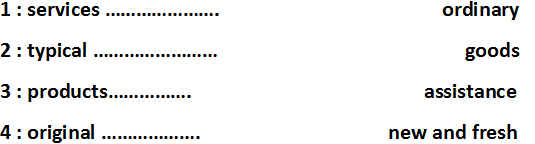 1 : services ...................... ordinary
2 : typical ........................ goods
3 : products................ assistance
4 : original ................... new and fresh